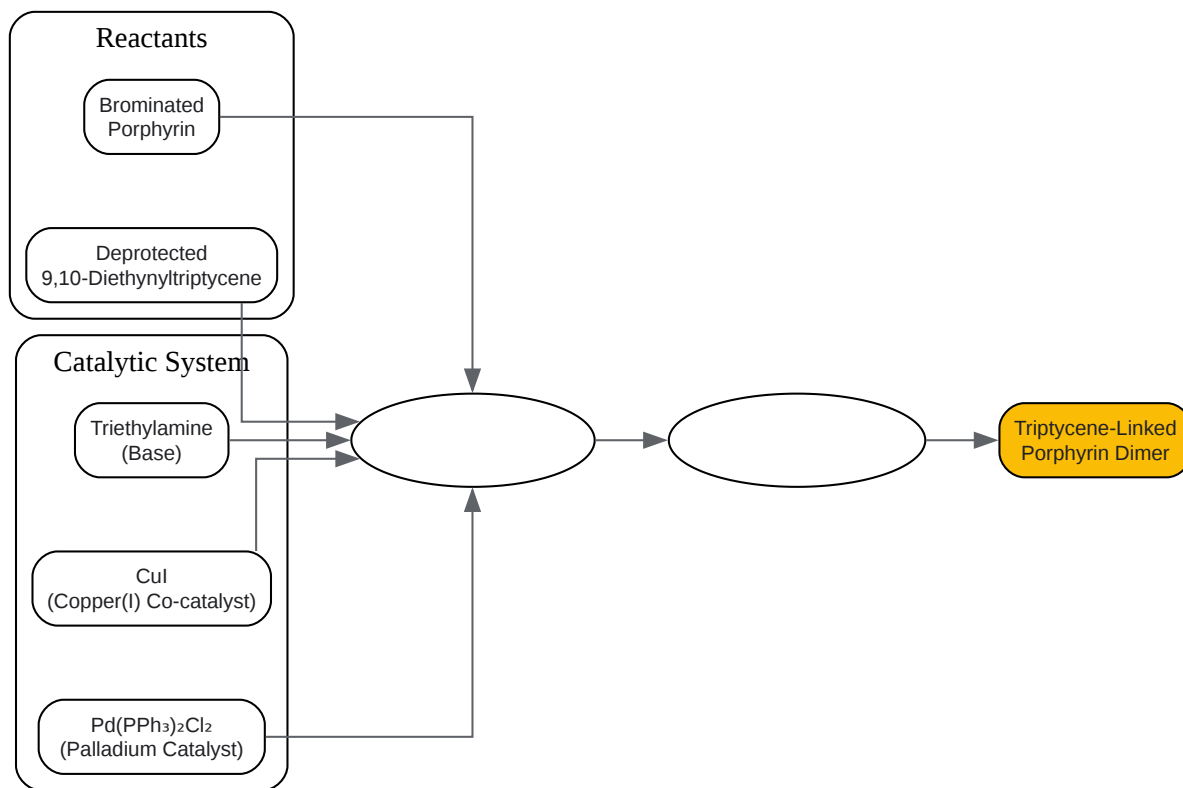 Reactants
Brominated
Porphyrin
Deprotected
9,10-Diethynyltriptycene
Catalytic System
Triethylamine
(Base)
CuI
(Copper(I) Co-catalyst)
Pd(PPh₃)₂Cl₂
(Palladium Catalyst)
Triptycene-Linked
Porphyrin Dimer